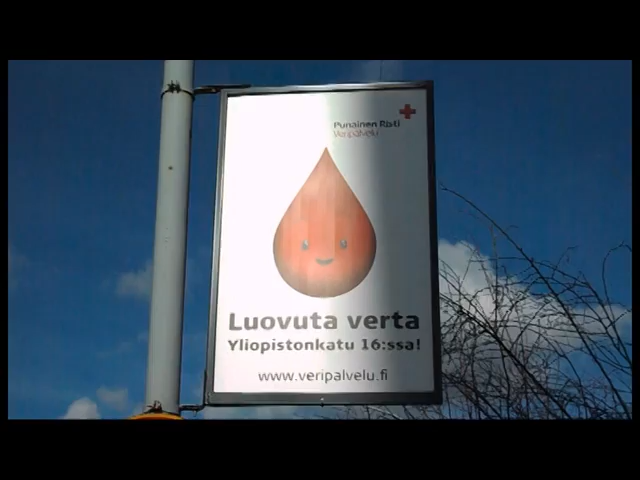 Punainen Risti
Veripalvelu
Luovuta verta
Yliopistonkatu 16:ssa!
www.veripalvelu.fi